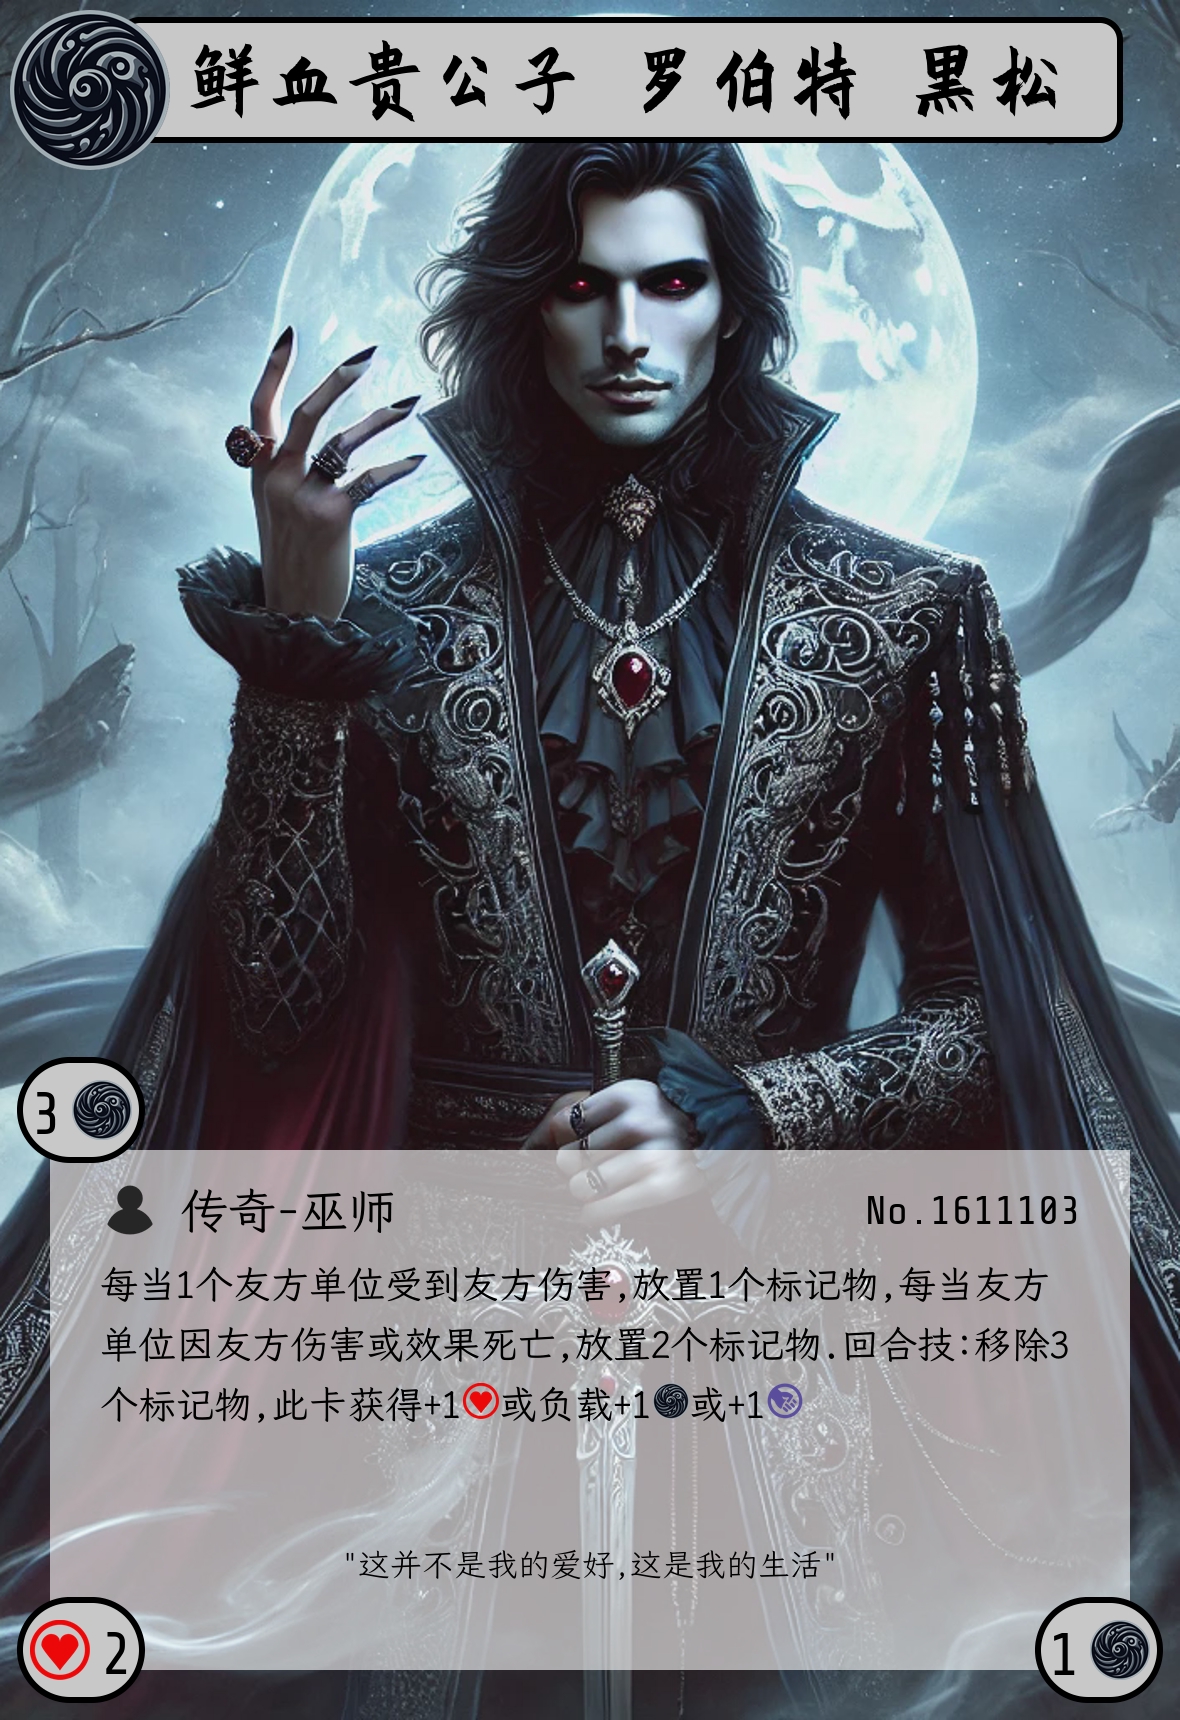 鲜血贵公子 罗伯特 黑松
3
传奇-巫师
No.1611103
每当1个友方单位受到友方伤害,放置1个标记物,每当友方
单位因友方伤害或效果死亡,放置2个标记物.回合技:移除3
个标记物,此卡获得+1或负载+1或+1
"这并不是我的爱好,这是我的生活"
2
1